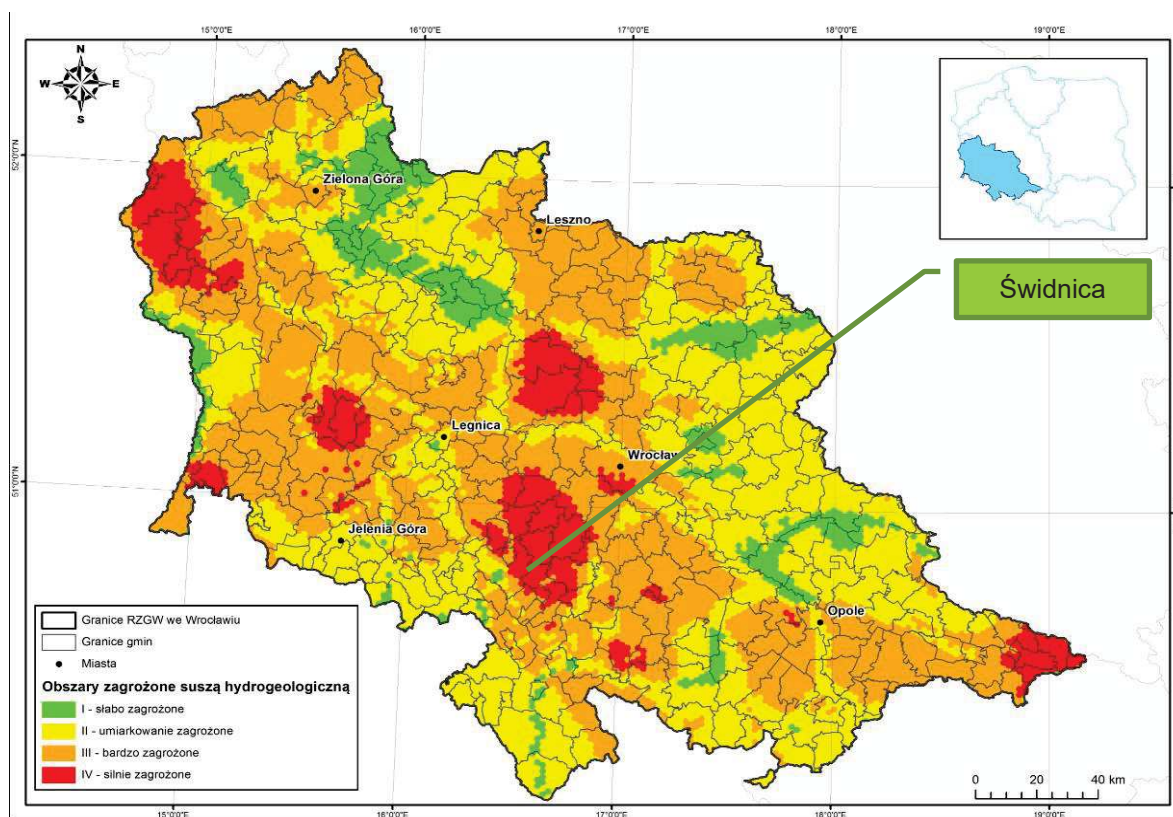 15°0'0"E
16°0'0"E
17°0'0"E
18°0'0"E
19°0'0"E
N
W
E
S
52°0'0"N
51°0'0"N
Zielona Góra
Leszno
Świdnica
Legnica
Wrocław
Jelenia Góra
Opole
Granice RZGW we Wrocławiu
Granice gmin
Miasta
Obszary zagrożone suszą hydrogeologiczną
I - słabo zagrożone
II - umiarkowanie zagrożone
III - bardzo zagrożone
IV - silnie zagrożone
0 20 40 km
15°0'0"E
16°0'0"E
17°0'0"E
18°0'0"E
19°0'0"E